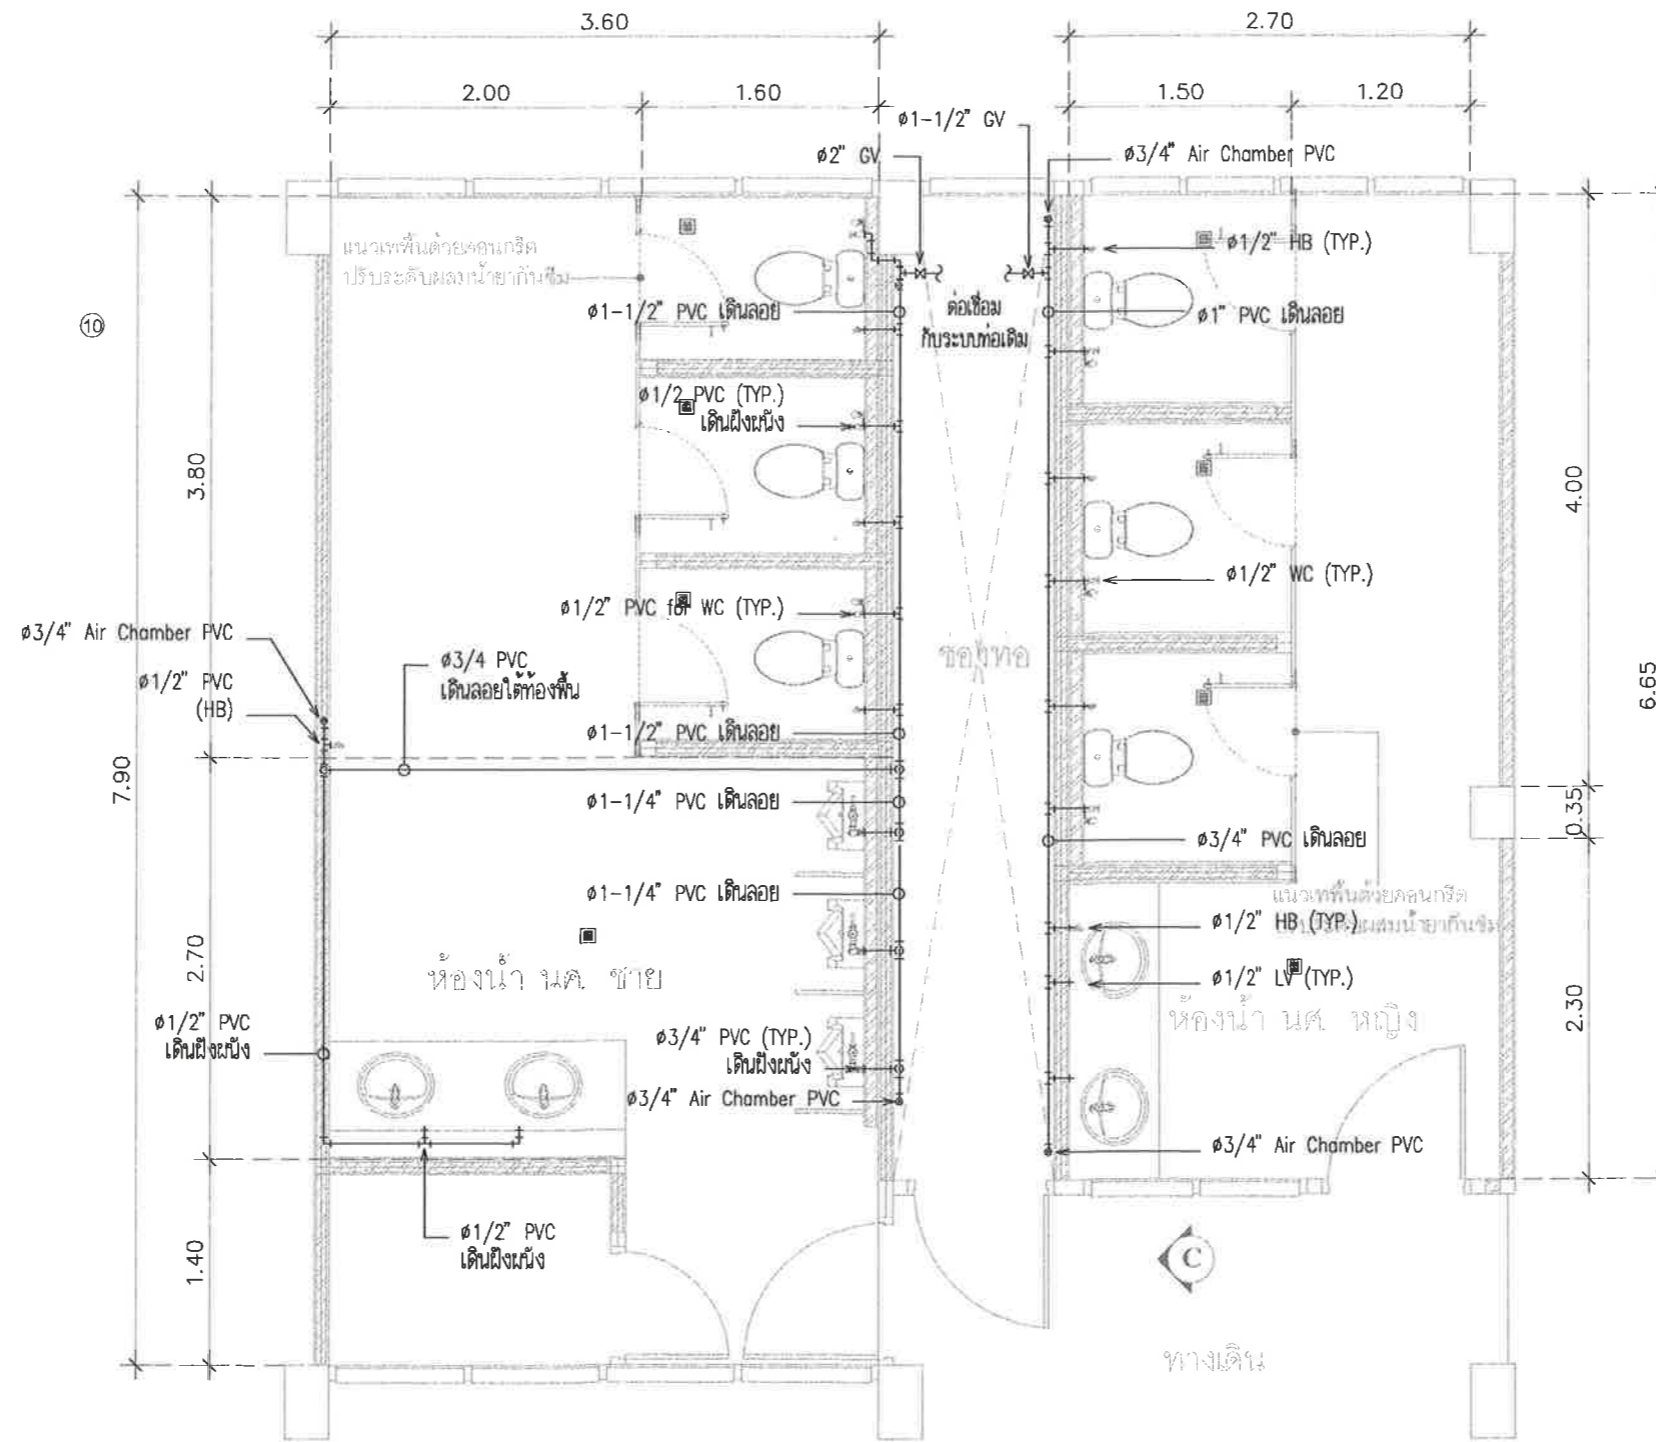 3.60
2.70
2.00
1.60
1.50
1.20
ø1-1/2" GV
ø2" GV
ø3/4" Air Chamber PVC
แนวเทพื้นด้วยคอนกรีต
ปรับระดับผสมน้ำยากันซึม
ø1/2" HB (TYP.)
10
ø1-1/2" PVC เดินลอย
ต่อเชื่อม
กับระบบท่อเดิม
ø1" PVC เดินลอย
ø1/2 PVC (TYP.)
เดินฝังผนัง
3.80
4.00
ø1/2" PVC for WC (TYP.)
ø1/2" WC (TYP.)
ø3/4" Air Chamber PVC
ช่องท่อ
ø3/4 PVC
เดินลอยใต้ท้องพื้น
ø1/2" PVC
(HB)
6.65
ø1-1/2" PVC เดินลอย
7.90
ø1-1/4" PVC เดินลอย
0.35
ø3/4" PVC เดินลอย
ø1-1/4" PVC เดินลอย
แนวเทพื้นด้วยคอนกรีต
ผสมน้ำยากันซึม
ø1/2" HB (TYP.)
2.70
ห้องน้ำ นศ. ชาย
ø1/2" LV (TYP.)
ห้องน้ำ นศ. หญิง
2.30
ø1/2" PVC
เดินฝังผนัง
ø3/4" PVC (TYP.)
เดินฝังผนัง
ø3/4" Air Chamber PVC
ø3/4" Air Chamber PVC
ø1/2" PVC
เดินฝังผนัง
1.40
C
ทางเดิน